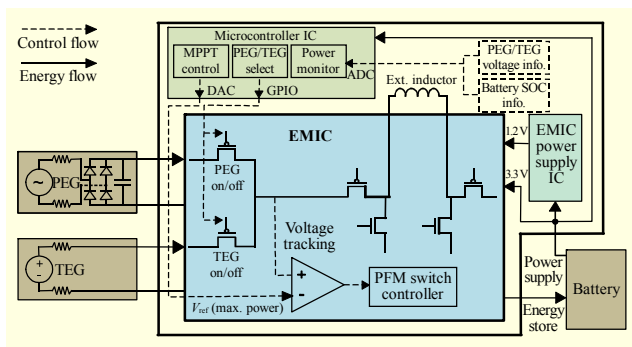 Control flow
Energy flow
Microcontroller IC
MPPT
control
PEG/TEG
select
Power
monitor
DAC
GPIO
ADC
PEG/TEG
voltage info.
Battery SOC
info.
Ext. inductor
EMIC
1.2 V
3.3 V
EMIC
power
supply
IC
PEG
~
PEG
on/off
TEG
+
-
TEG
on/off
Voltage
tracking
+
-
PFM switch
controller
Vref (max. power)
Power
supply
Energy
store
Battery